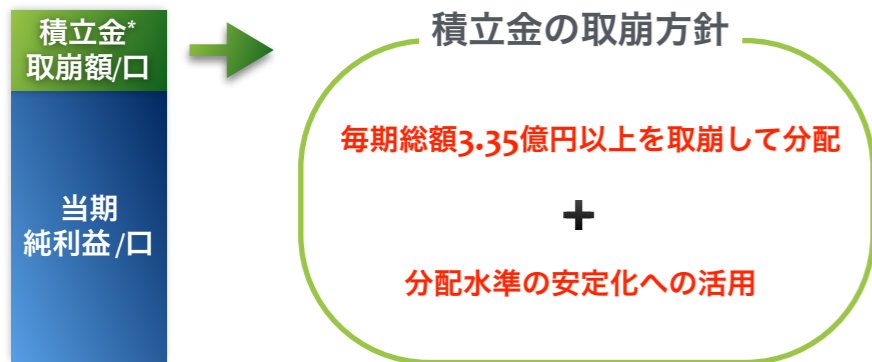 積立金*
取崩額/口
当期
純利益/口
積立金の取崩方針
毎期総額3.35億円以上を取崩して分配
+
分配水準の安定化への活用